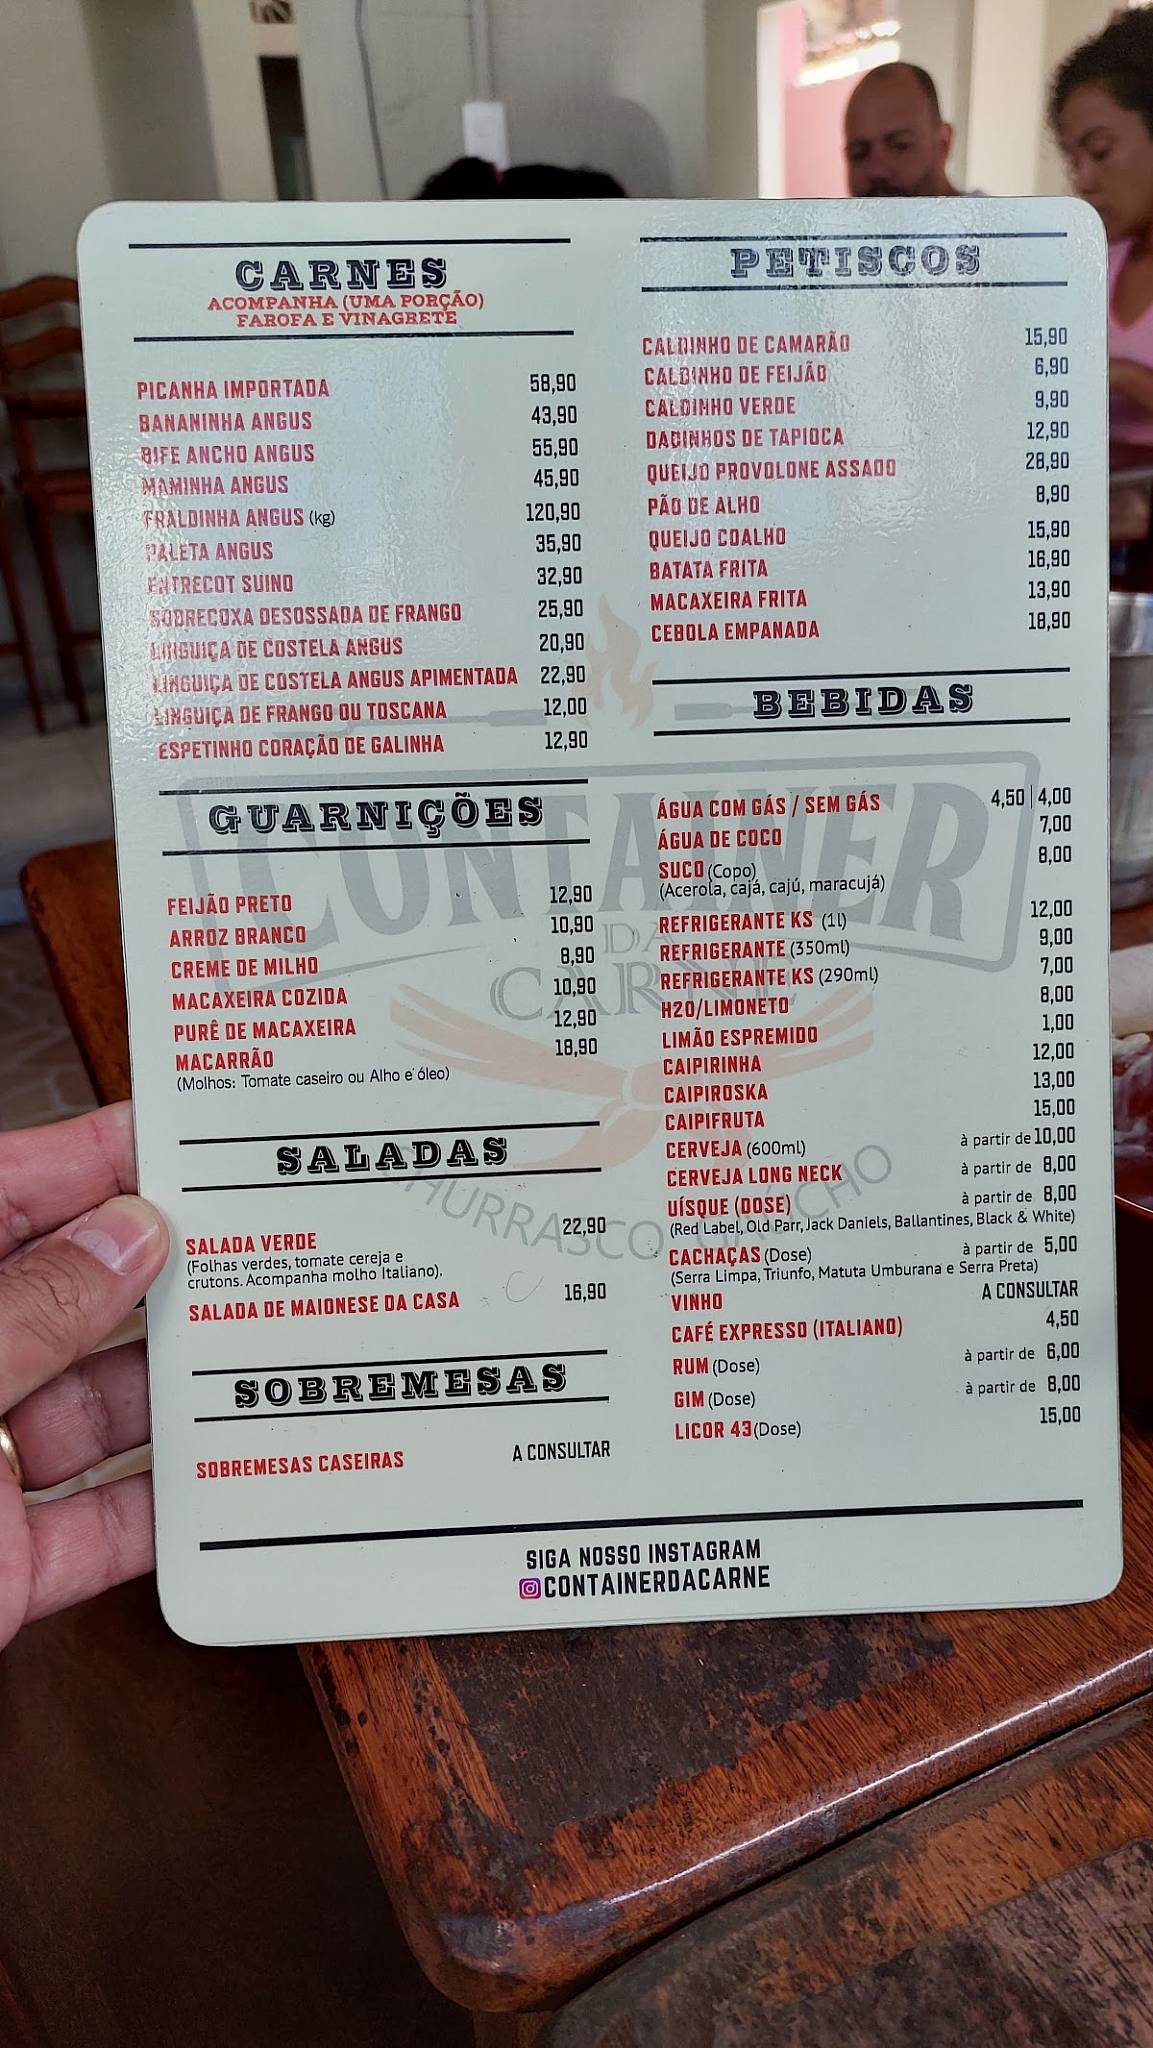 CARNES
ACOMPANHA (UMA PORÇÃO)
FAROFA E VINAGRETE
PICANHA IMPORTADA 58,90
BANANINHA ANGUS 43,90
BIFE ANCHO ANGUS 55,90
MAMINHA ANGUS 45,90
FRALDINHA ANGUS (kg) 120,90
PALETA ANGUS 35,90
ENTRECOT SUINO 32,90
SOBRECOXA DESOSSADA DE FRANGO 25,90
LINGUIÇA DE COSTELA ANGUS 20,90
LINGUIÇA DE COSTELA ANGUS APIMENTADA 22,90
LINGUIÇA DE FRANGO OU TOSCANA 12,00
ESPETINHO CORAÇÃO DE GALINHA 12,90
GUARNIÇÕES
FEIJÃO PRETO 12,90
ARROZ BRANCO 10,90
CREME DE MILHO 8,90
MACAXEIRA COZIDA 10,90
PURÊ DE MACAXEIRA 12,90
MACARRÃO 18,90
(Molhos: Tomate caseiro ou Alho e óleo)
SALADAS
SALADA VERDE 22,90
(Folhas verdes, tomate cereja e
crutons. Acompanha molho Italiano).
SALADA DE MAIONESE DA CASA 16,90
SOBREMESAS
SOBREMESAS CASEIRAS A CONSULTAR
PETISCOS
CALDINHO DE CAMARÃO 15,90
CALDINHO DE FEIJÃO 6,90
CALDINHO VERDE 9,90
DADINHOS DE TAPIOCA 12,90
QUEIJO PROVOLONE ASSADO 28,90
PÃO DE ALHO 8,90
QUEIJO COALHO 15,90
BATATA FRITA 16,90
MACAXEIRA FRITA 13,90
CEBOLA EMPANADA 18,90
BEBIDAS
ÁGUA COM GÁS / SEM GÁS 4,50 | 4,00
ÁGUA DE COCO 7,00
SUCO (Copo) 8,00
(Acerola, cajá, cajú, maracujá)
REFRIGERANTE KS (1l) 12,00
REFRIGERANTE (350ml) 9,00
REFRIGERANTE KS (290ml) 7,00
H2O/LIMONETO 8,00
LIMÃO ESPREMIDO 1,00
CAIPIRINHA 12,00
CAIPIROSKA 13,00
CAIPIFRUTA 15,00
CERVEJA (600ml) à partir de 10,00
CERVEJA LONG NECK à partir de 8,00
UÍSQUE (DOSE) à partir de 8,00
(Red Label, Old Parr, Jack Daniels, Ballantines, Black & White)
CACHAÇAS (Dose) à partir de 5,00
(Serra Limpa, Triunfo, Matuta Umburana e Serra Preta)
VINHO A CONSULTAR
CAFÉ EXPRESSO (ITALIANO) 4,50
RUM (Dose) à partir de 6,00
GIM (Dose) à partir de 8,00
LICOR 43 (Dose) 15,00
CONTAINER
DA
CARNE
CHURRASCO GAÚCHO
SIGA NOSSO INSTAGRAM
CONTAINERDACARNE